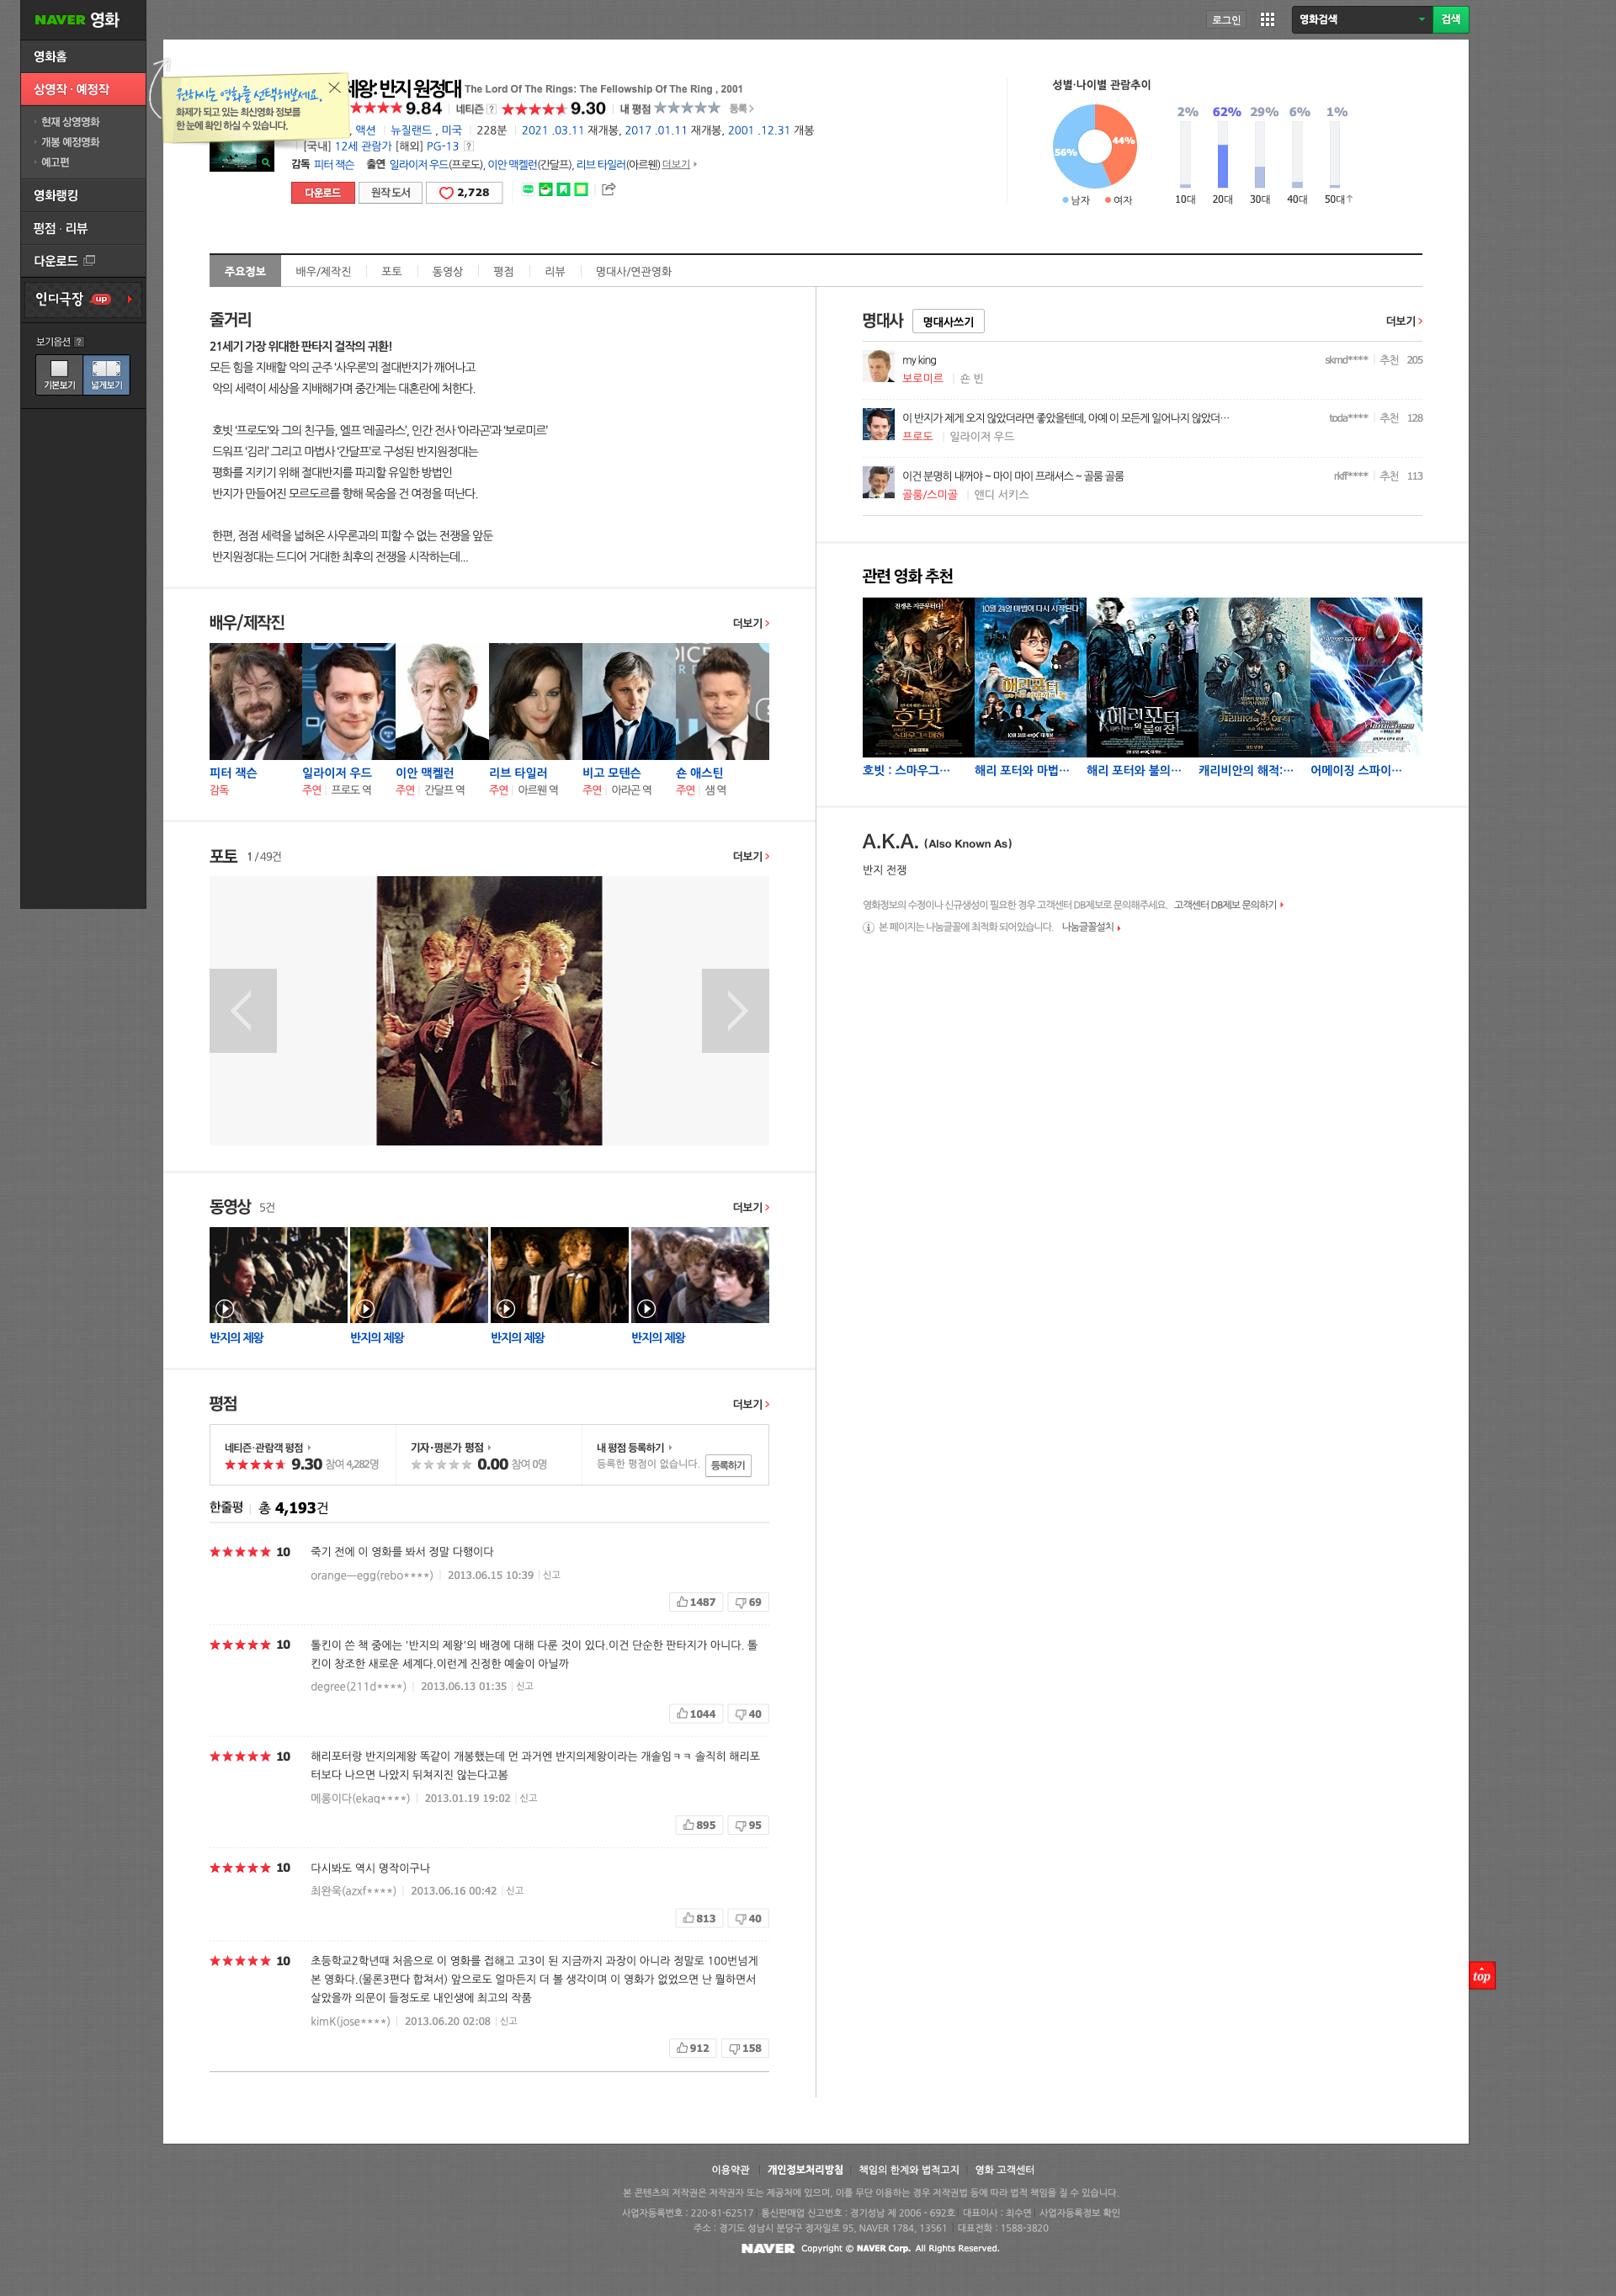 NAVER 영화
로그인
영화검색
검색
영화홈
상영작 · 예정작
현재 상영영화
개봉 예정영화
예고편
영화랭킹
평점 · 리뷰
다운로드
인디극장 up
보기옵션 ?
기본보기 넓게보기
원하시는 영화를 선택해보세요.
화제가 되고 있는 최신영화 정보를
한 눈에 확인 하실 수 있습니다.
제왕: 반지 원정대 The Lord Of The Rings: The Fellowship Of The Ring , 2001
9.84 네티즌 ? 9.30 내 평점 등록
, 액션 뉴질랜드 , 미국 228분 2021 .03.11 재개봉, 2017 .01.11 재개봉, 2001 .12.31 개봉
[국내] 12세 관람가 [해외] PG-13 ?
감독 피터 잭슨 출연 일라이저 우드(프로도), 이안 맥켈런(간달프), 리브 타일러(아르웬) 더보기
다운로드 원작 도서 2,728
성별·나이별 관람추이
56% 44%
남자 여자
2% 62% 29% 6% 1%
10대 20대 30대 40대 50대↑
주요정보 배우/제작진 포토 동영상 평점 리뷰 명대사/연관영화
줄거리
21세기 가장 위대한 판타지 걸작의 귀환!
모든 힘을 지배할 악의 군주 ‘사우론’의 절대반지가 깨어나고
악의 세력이 세상을 지배해가며 중간계는 대혼란에 처한다.
호빗 ‘프로도’와 그의 친구들, 엘프 ‘레골라스’, 인간 전사 ‘아라곤’과 ‘보로미르’
드워프 ‘김리’ 그리고 마법사 ‘간달프’로 구성된 반지원정대는
평화를 지키기 위해 절대반지를 파괴할 유일한 방법인
반지가 만들어진 모르도르를 향해 목숨을 건 여정을 떠난다.
한편, 점점 세력을 넓혀온 사우론과의 피할 수 없는 전쟁을 앞둔
반지원정대는 드디어 거대한 최후의 전쟁을 시작하는데...
배우/제작진 더보기
피터 잭슨 일라이저 우드 이안 맥켈런 리브 타일러 비고 모텐슨 숀 애스틴
감독 주연 프로도 역 주연 간달프 역 주연 아르웬 역 주연 아라곤 역 주연 샘 역
포토 1 / 49건 더보기
동영상 5건 더보기
반지의 제왕 반지의 제왕 반지의 제왕 반지의 제왕
평점 더보기
네티즌·관람객 평점 기자·평론가 평점 내 평점 등록하기
9.30 참여 4,282명 0.00 참여 0명 등록한 평점이 없습니다. 등록하기
한줄평 총 4,193건
10 죽기 전에 이 영화를 봐서 정말 다행이다
orange—egg(rebo****) 2013.06.15 10:39 신고
1487 69
10 톨킨이 쓴 책 중에는 '반지의 제왕'의 배경에 대해 다룬 것이 있다.이건 단순한 판타지가 아니다. 톨
킨이 창조한 새로운 세계다.이런게 진정한 예술이 아닐까
degree(211d****) 2013.06.13 01:35 신고
1044 40
10 해리포터랑 반지의제왕 똑같이 개봉했는데 먼 과거엔 반지의제왕이라는 개솔임ㅋㅋ 솔직히 해리포
터보다 나으면 나았지 뒤쳐지진 않는다고봄
메롱이다(ekaq****) 2013.01.19 19:02 신고
895 95
10 다시봐도 역시 명작이구나
최완욱(azxf****) 2013.06.16 00:42 신고
813 40
10 초등학교2학년때 처음으로 이 영화를 접해고 고3이 된 지금까지 과장이 아니라 정말로 100번넘게
본 영화다.(물론3편다 합쳐서) 앞으로도 얼마든지 더 볼 생각이며 이 영화가 없었으면 난 뭘하면서
살았을까 의문이 들정도로 내인생에 최고의 작품
kimK(jose****) 2013.06.20 02:08 신고
912 158
명대사 명대사쓰기 더보기
my king skmd**** 추천 205
보로미르 숀 빈
이 반지가 제게 오지 않았더라면 좋았을텐데, 아예 이 모든게 일어나지 않았더··· toda**** 추천 128
프로도 일라이저 우드
이건 분명히 내꺼야 ~ 마이 마이 프래셔스 ~ 골룸 골룸 rkff**** 추천 113
골룸/스미골 앤디 서키스
관련 영화 추천
호빗 : 스마우그··· 해리 포터와 마법··· 해리 포터와 불의··· 캐리비안의 해적:··· 어메이징 스파이···
A.K.A. (Also Known As)
반지 전쟁
영화정보의 수정이나 신규생성이 필요한 경우 고객센터 DB제보로 문의해주세요. 고객센터 DB제보 문의하기
본 페이지는 나눔글꼴에 최적화 되어있습니다. 나눔글꼴설치
top
이용약관 개인정보처리방침 책임의 한계와 법적고지 영화 고객센터
본 콘텐츠의 저작권은 저작권자 또는 제공처에 있으며, 이를 무단 이용하는 경우 저작권법 등에 따라 법적 책임을 질 수 있습니다.
사업자등록번호 : 220-81-62517 통신판매업 신고번호 : 경기성남 제 2006 - 692호 대표이사 : 최수연 사업자등록정보 확인
주소 : 경기도 성남시 분당구 정자일로 95, NAVER 1784, 13561 대표전화 : 1588-3820
NAVER Copyright © NAVER Corp. All Rights Reserved.